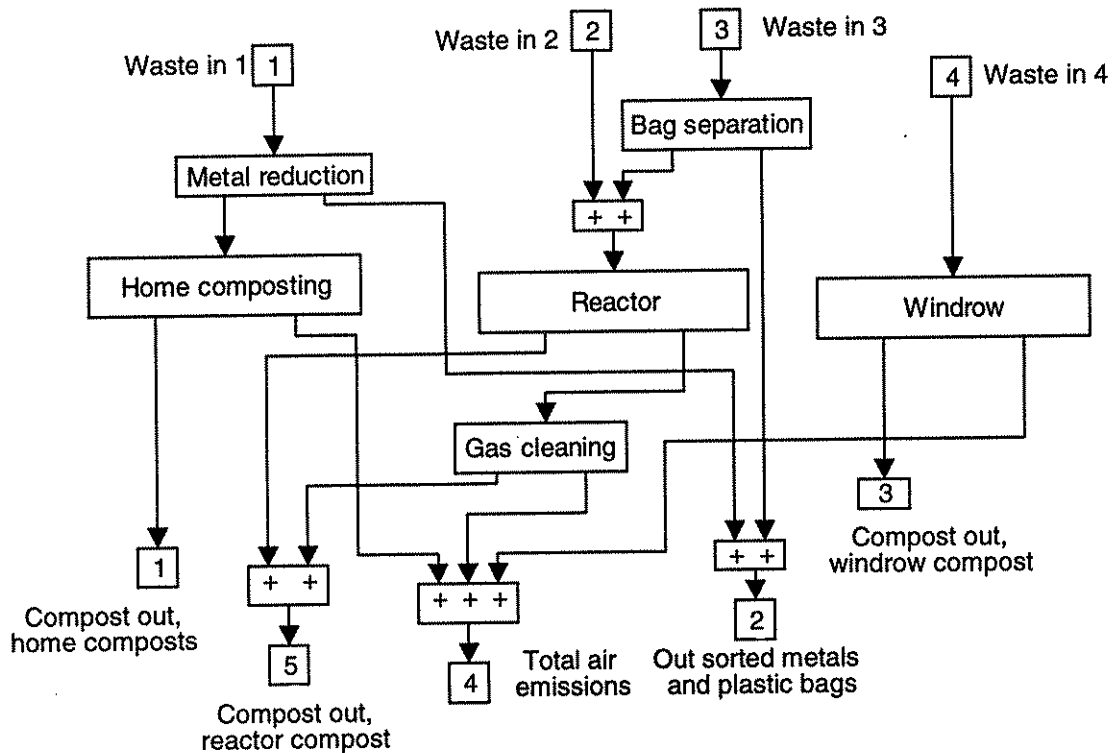 Waste in 1
1
Waste in 2
2
3
Waste in 3
4
Waste in 4
Bag separation
Metal reduction
+ +
Home composting
Reactor
Windrow
Gas cleaning
3
Compost out,
windrow compost
1
Compost out,
home composts
+ +
5
Compost out,
reactor compost
+ + +
4
Total air
emissions
+ +
2
Out sorted metals
and plastic bags